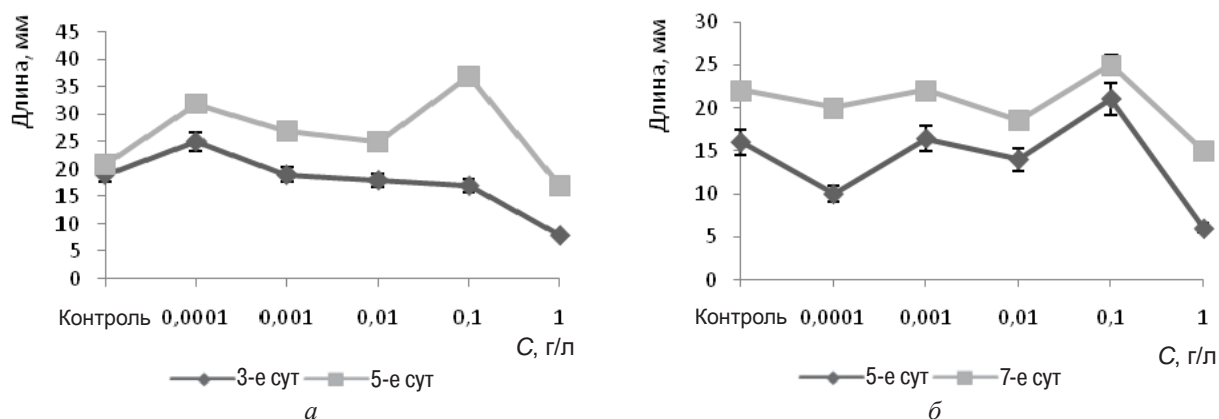 Длина, мм
45
40
35
30
25
20
15
10
5
0
Контроль 0,0001 0,001 0,01 0,1 1
С, г/л
3-е сут 5-е сут
а
Длина, мм
30
25
20
15
10
5
0
Контроль 0,0001 0,001 0,01 0,1 1
С, г/л
5-е сут 7-е сут
б